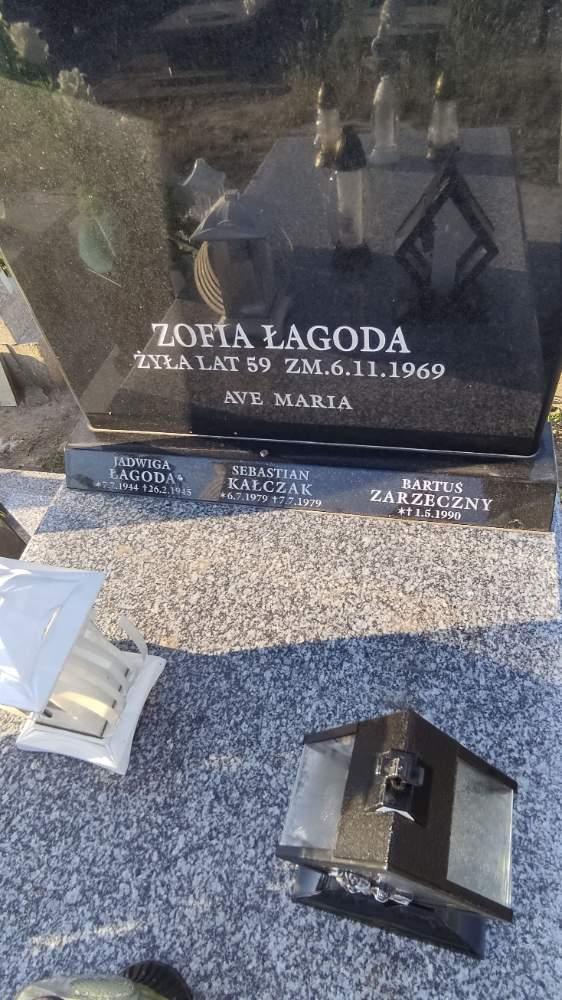 ZOFIA ŁAGODA
ŻYŁA LAT 59 ZM.6.11.1969
AVE MARIA
JADWIGA
ŁAGODA
*7.7.1944 †26.2.1945
SEBASTIAN
KAŁCZAK
*6.7.1979 †7.7.1979
BARTUŚ
ZARZECZNY
*† 1.5.1990